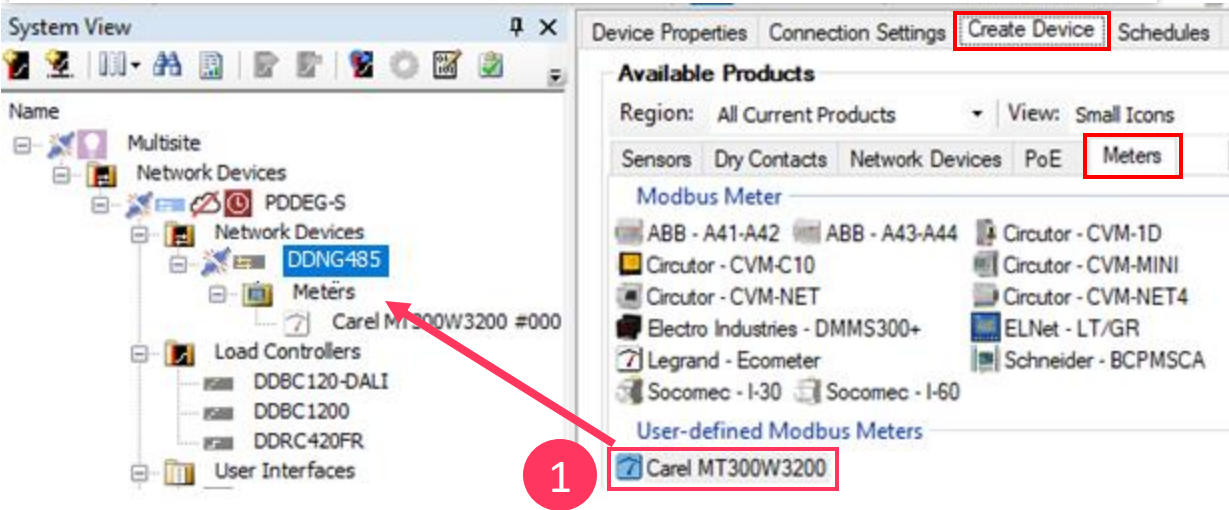 System View
Name
Multisite
Network Devices
PDDEG-S
Network Devices
DDNG485
Meters
Carel MT300W3200 #000
Load Controllers
DDBC120-DALI
DDBC1200
DDRC420FR
User Interfaces
Device Properties Connection Settings Create Device Schedules
Available Products
Region: All Current Products View: Small Icons
Sensors Dry Contacts Network Devices PoE Meters
Modbus Meter
ABB - A41-A42 ABB - A43-A44 Circutor - CVM-1D
Circutor - CVM-C10 Circutor - CVM-MINI
Circutor - CVM-NET Circutor - CVM-NET4
Electro Industries - DMMS300+ ELNet - LT/GR
Legrand - Ecometer Schneider - BCPMSCA
Socomec - I-30 Socomec - I-60
User-defined Modbus Meters
Carel MT300W3200
1